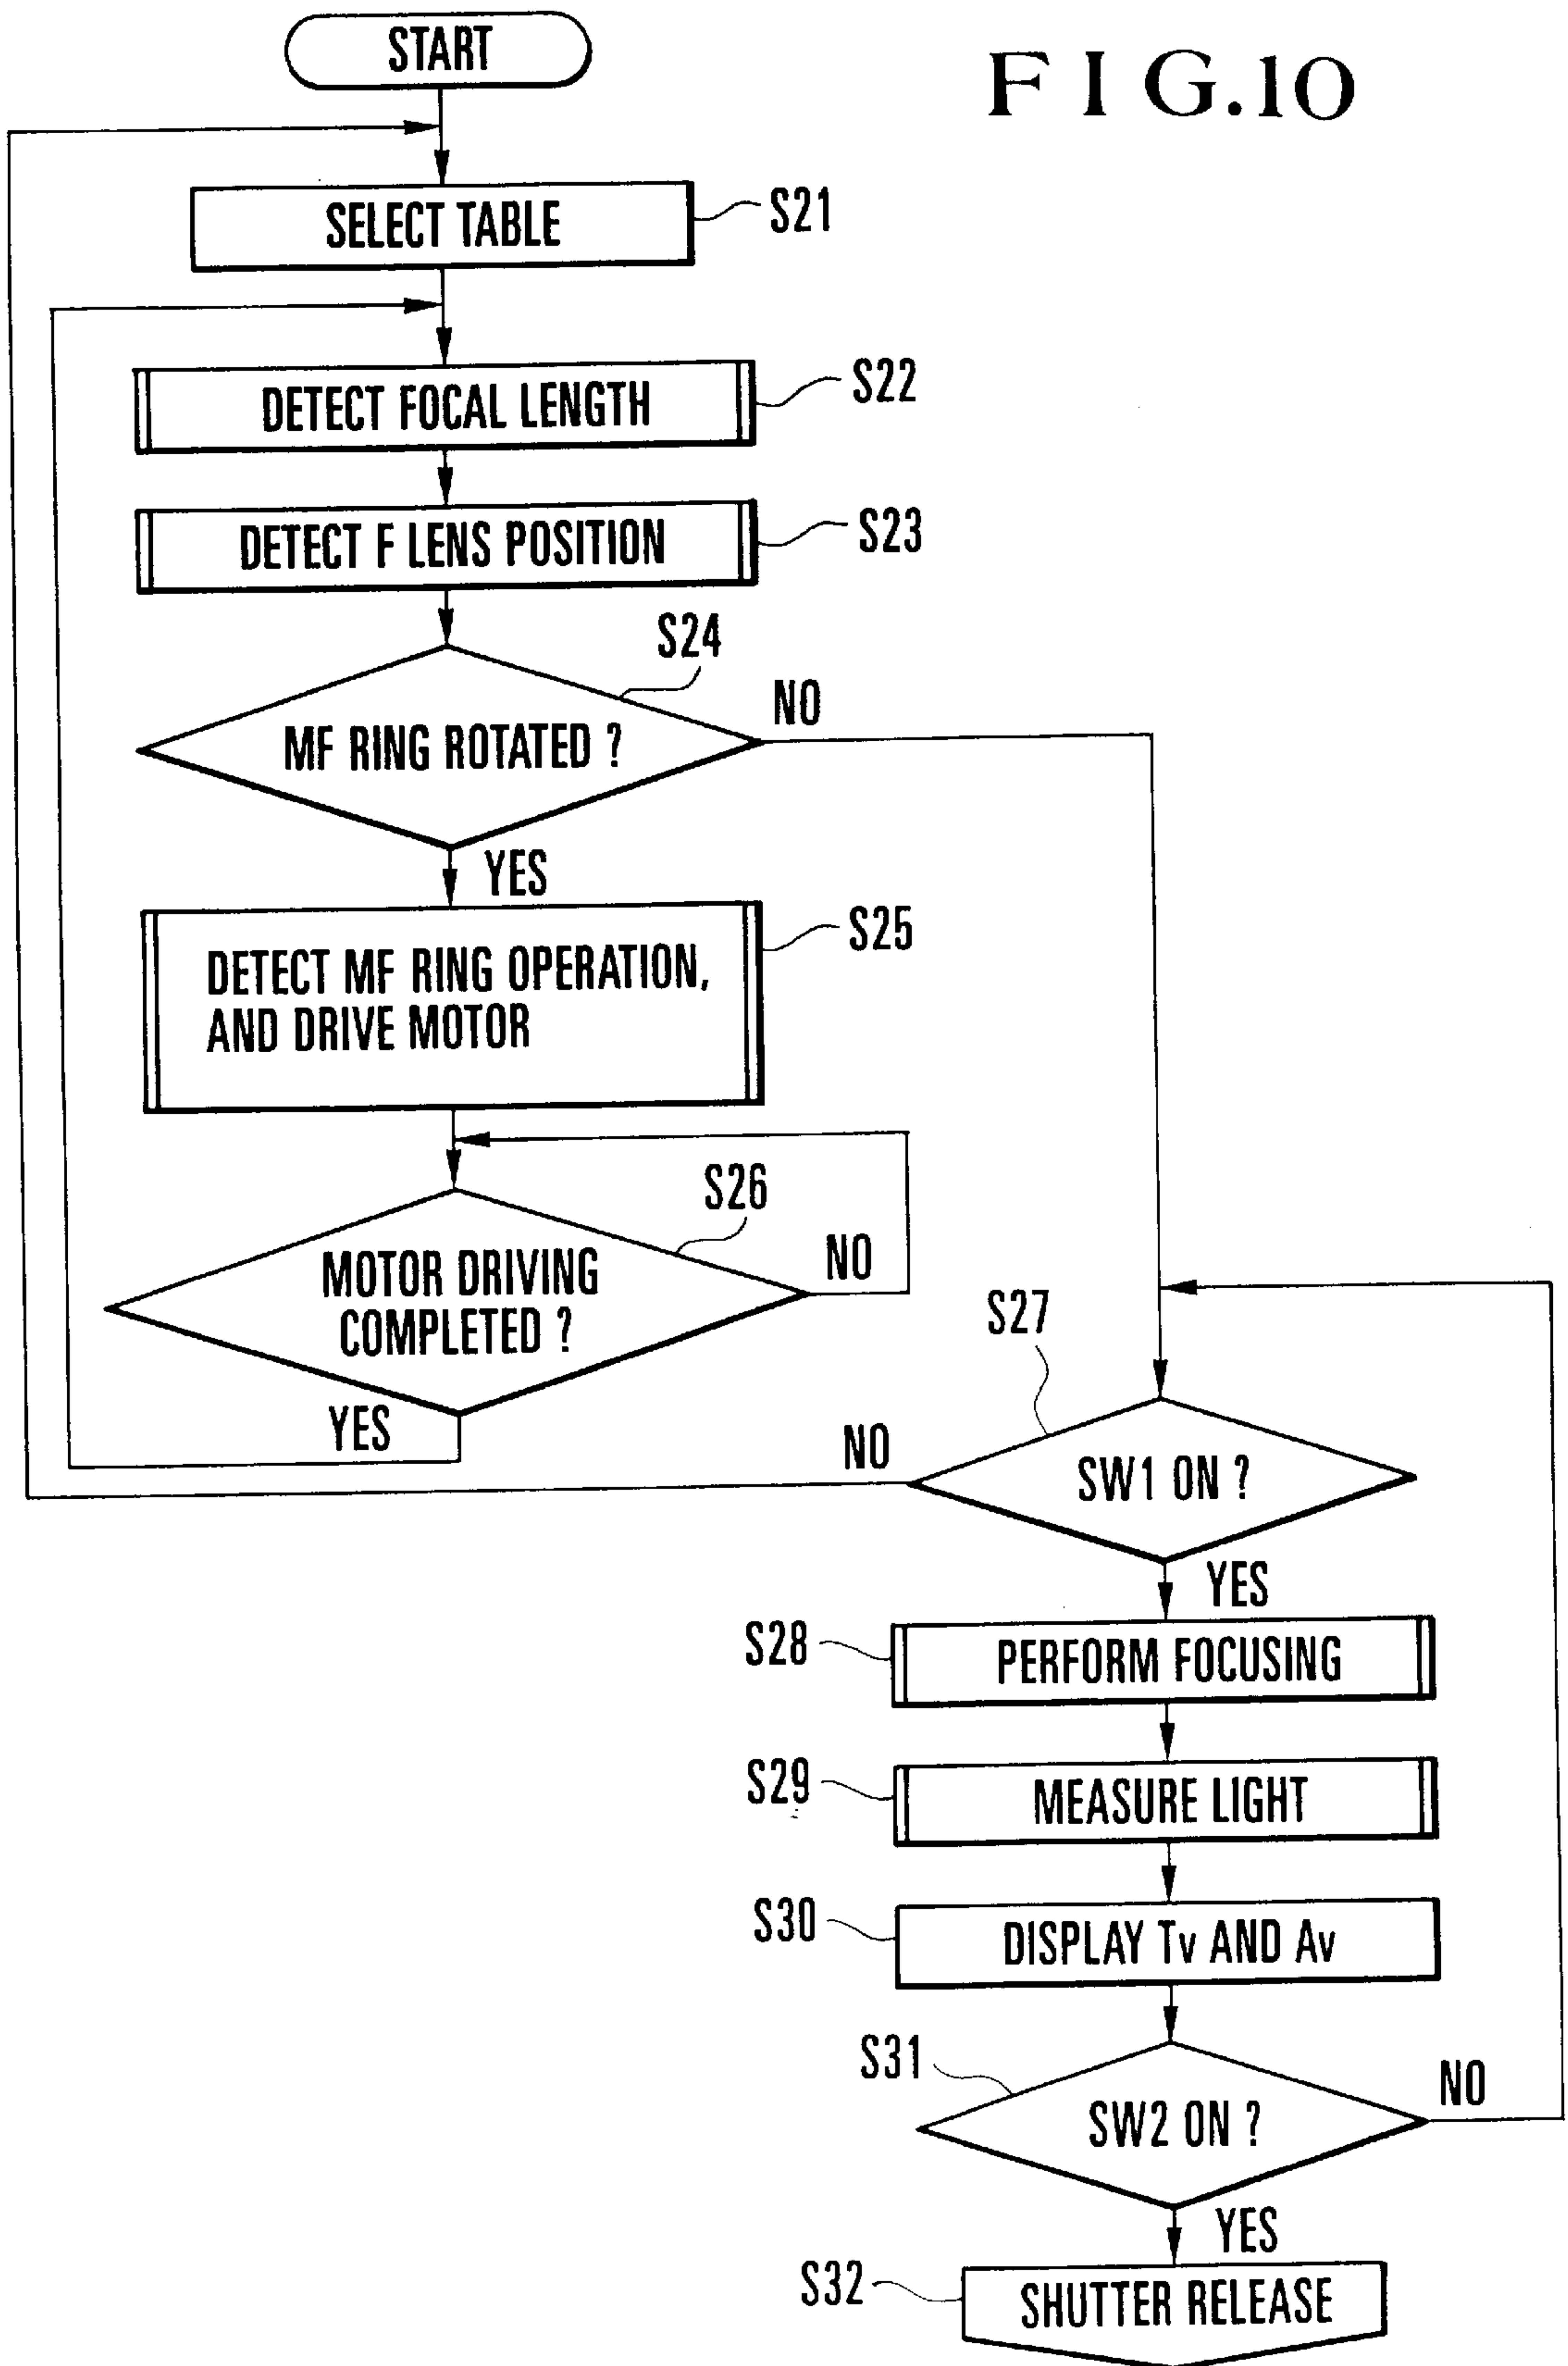 START
FIG.10
SELECT TABLE
S21
DETECT FOCAL LENGTH
S22
DETECT F LENS POSITION
S23
S24
MF RING ROTATED ?
NO
YES
DETECT MF RING OPERATION,
AND DRIVE MOTOR
S25
S26
MOTOR DRIVING
COMPLETED ?
NO
YES
S27
NO
SW1 ON ?
YES
S28
PERFORM FOCUSING
S29
MEASURE LIGHT
S30
DISPLAY Tv AND Av
S31
SW2 ON ?
NO
YES
S32
SHUTTER RELEASE